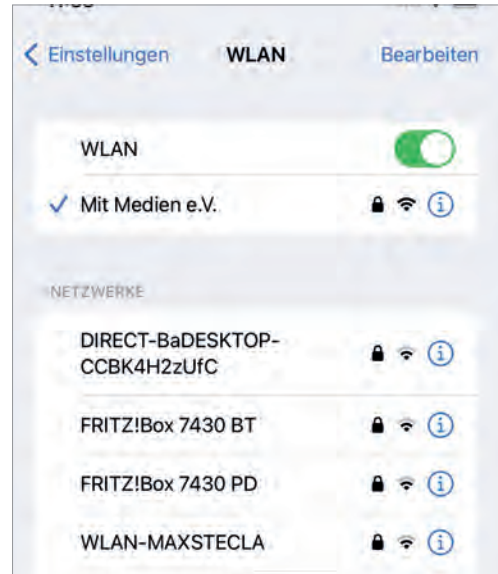 Einstellungen WLAN Bearbeiten
WLAN
Mit Medien e.V.
NETZWERKE
DIRECT-BaDESKTOP-
CCBK4H2zUfC
FRITZ!Box 7430 BT
FRITZ!Box 7430 PD
WLAN-MAXSTECLA